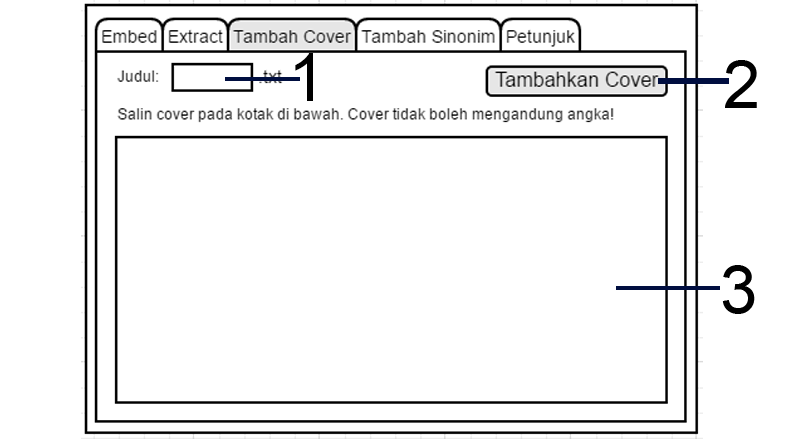 Embed Extract Tambah Cover Tambah Sinonim Petunjuk
Judul: 1 .txt Tambahkan Cover 2
Salin cover pada kotak di bawah. Cover tidak boleh mengandung angka!
3